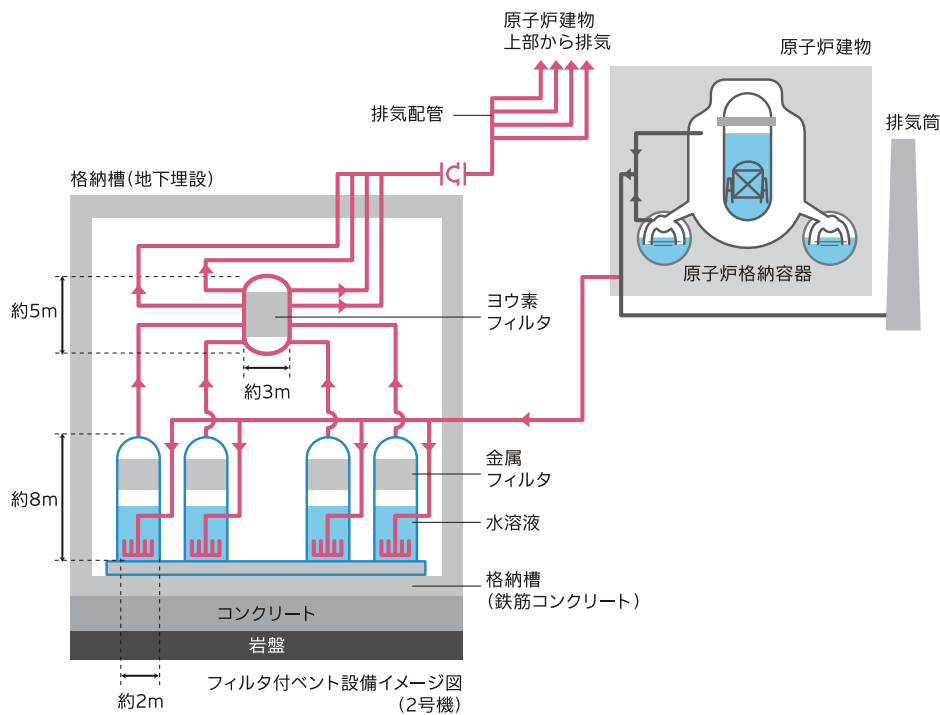 原子炉建物
上部から排気
原子炉建物
排気配管
排気筒
格納槽(地下埋設)
原子炉格納容器
約5m
ヨウ素
フィルタ
約3m
金属
フィルタ
約8m
水溶液
格納槽
(鉄筋コンクリート)
コンクリート
岩盤
約2m
フィルタ付ベント設備イメージ図
(2号機)